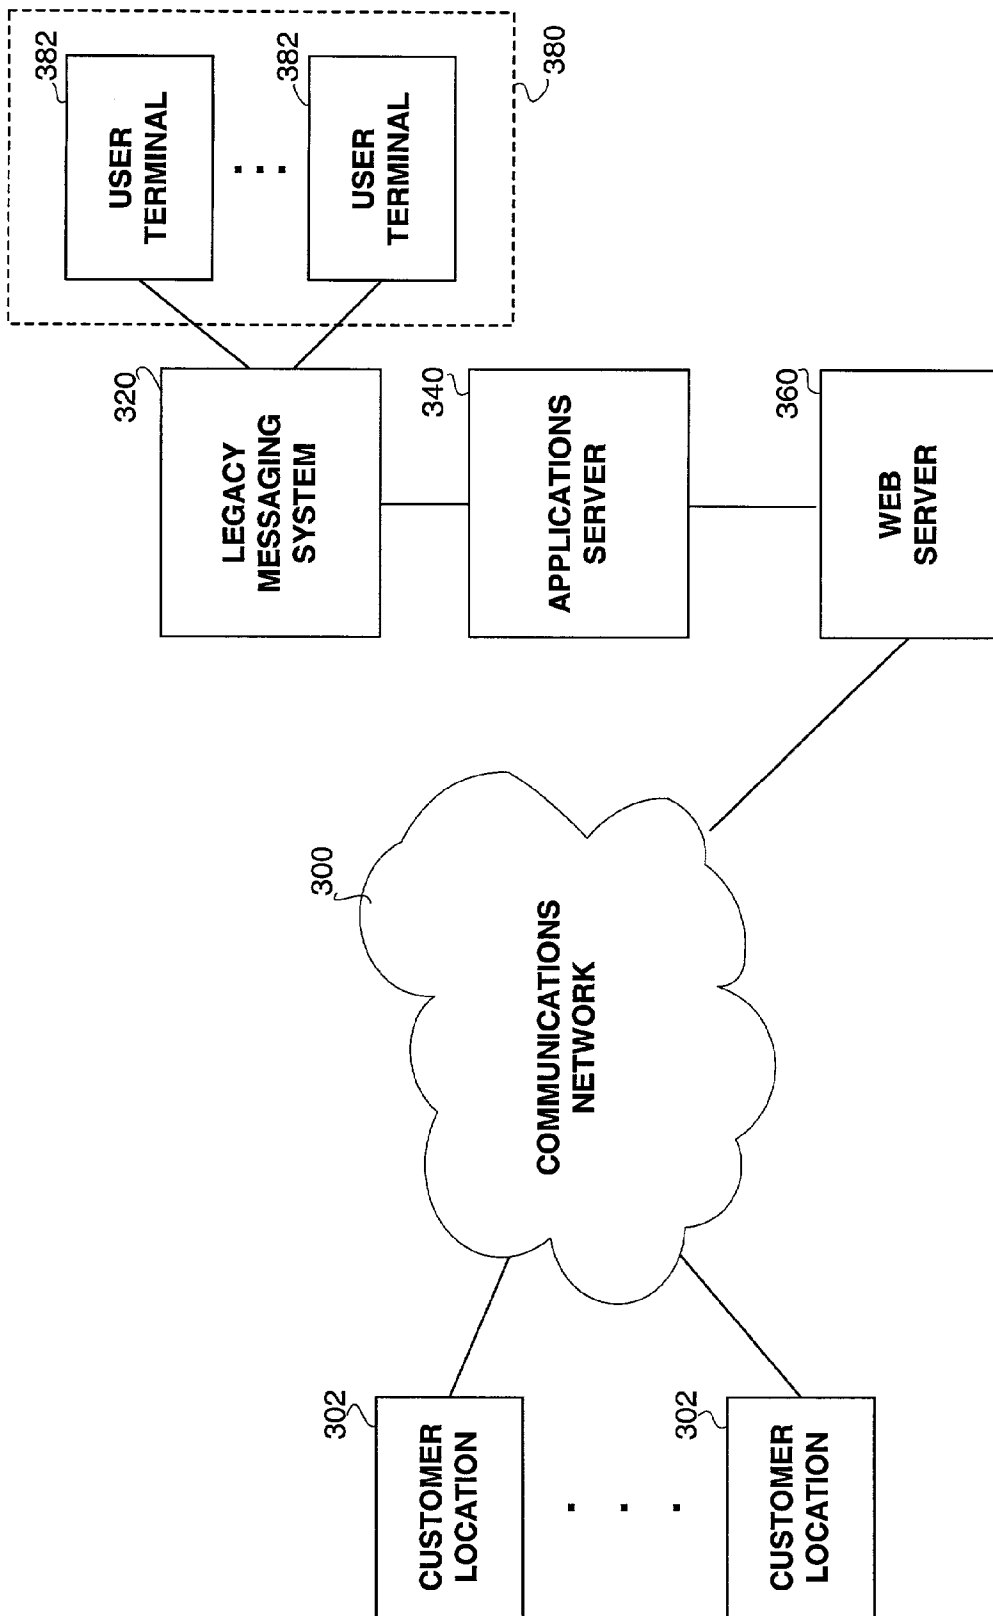 302
CUSTOMER
LOCATION
302
CUSTOMER
LOCATION
300
COMMUNICATIONS
NETWORK
320
LEGACY
MESSAGING
SYSTEM
340
APPLICATIONS
SERVER
360
WEB
SERVER
382
USER
TERMINAL
382
USER
TERMINAL
380